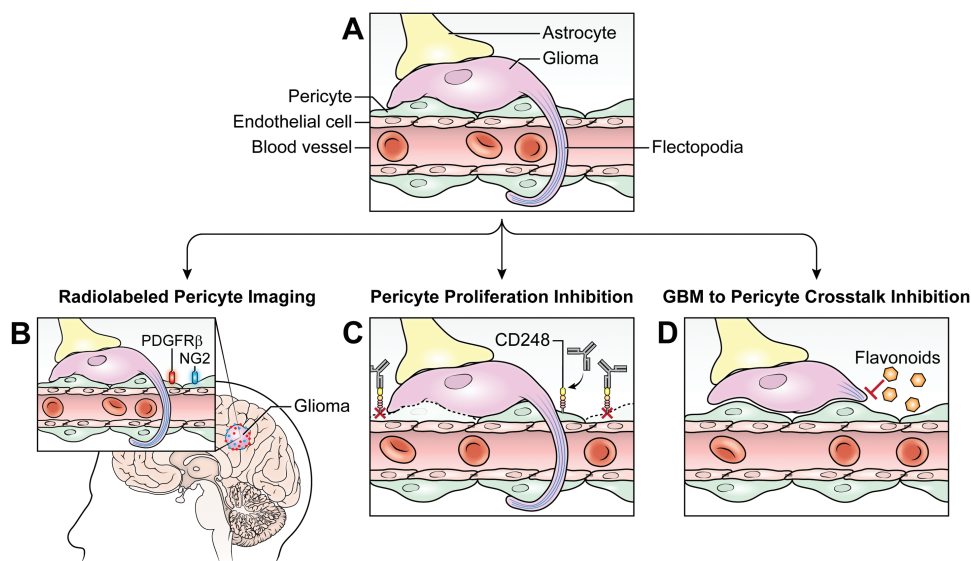 A
Astrocyte
Glioma
Pericyte
Endothelial cell
Blood vessel
Flectopodia
Radiolabeled Pericyte Imaging
Pericyte Proliferation Inhibition
GBM to Pericyte Crosstalk Inhibition
B
PDGFRβ
NG2
Glioma
C
CD248
D
Flavonoids